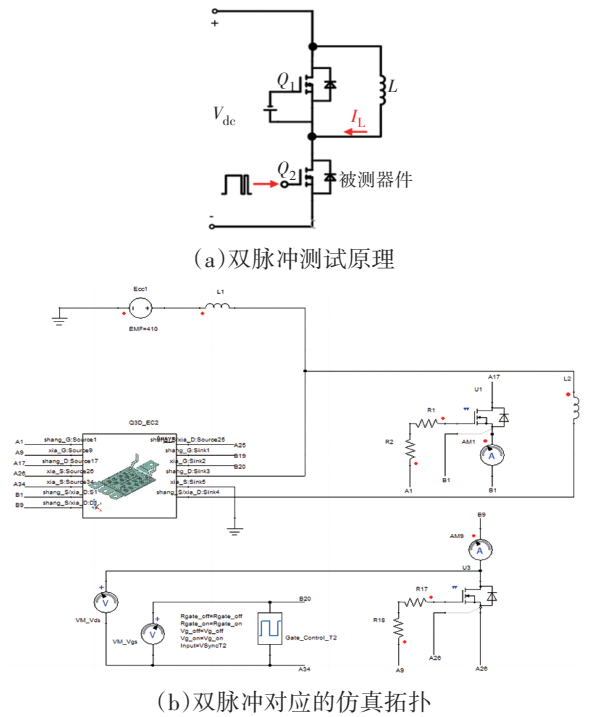 +
Q1
L
Vdc
IL
Q2
被测器件
-
(a)双脉冲测试原理
Ecc1
L1
EMF=410
Q3D_EC2
A17
U1
L2
A1 shang_G:Source1
A9 xia_G:Source9
A17 shang_D:Source17
A26 xia_S:Source26
A34 xia_S:Source34
B1 shang_S/xia_D:S1
B9
shang_S/xia_D:Source25 A25
shang_G:Sink1 B19
xia_G:Sink2 B20
shang_D:Sink3
xia_S:Sink5
shang_S/xia_D:Sink4
R1
R2
AM1
A
A1
B1
B1
B9
AM9
A
U3
R17
R18
A9
A26
A26
V
VM_Vds
V
VM_Vgs
Rgate_off=Rgate_off
Rgate_on=Rgate_on
Vg_off=Vg_off
Vg_on=Vg_on
Input=VSyncT2
B20
Gate_Control_T2
A34
(b)双脉冲对应的仿真拓扑